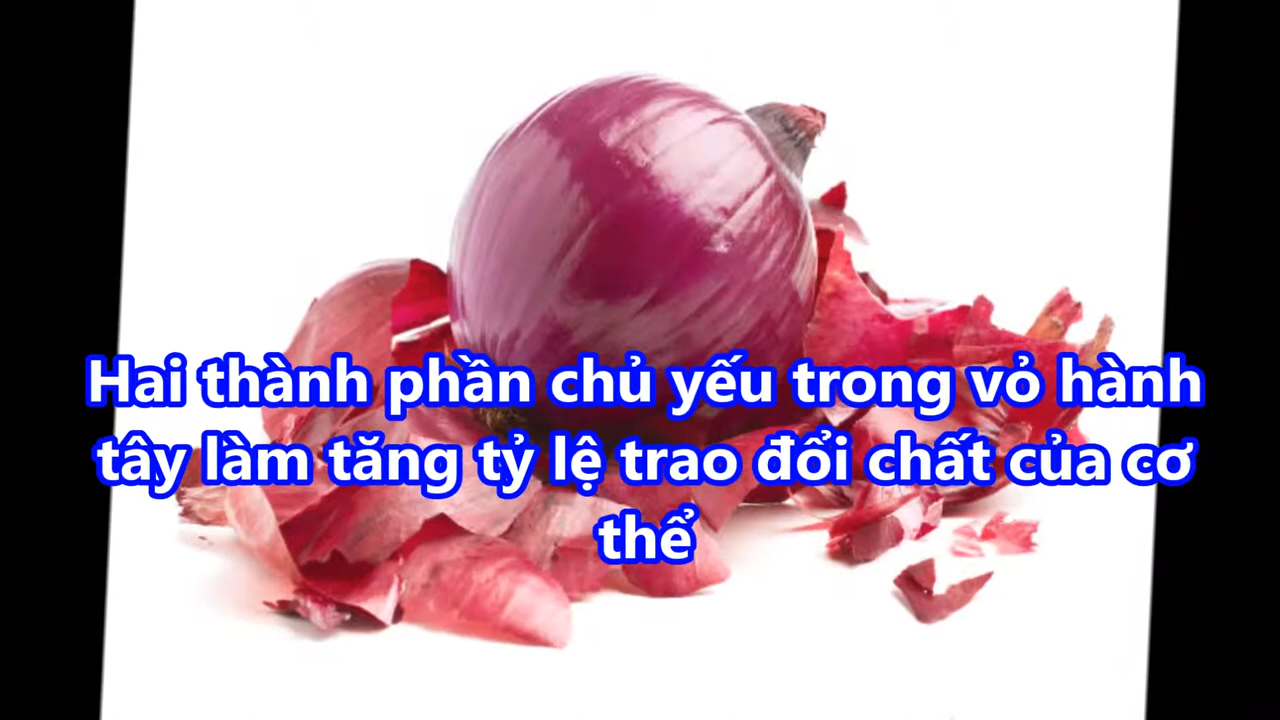 Hai thành phần chủ yếu trong vỏ hành
tây làm tăng tỷ lệ trao đổi chất của cơ
thể